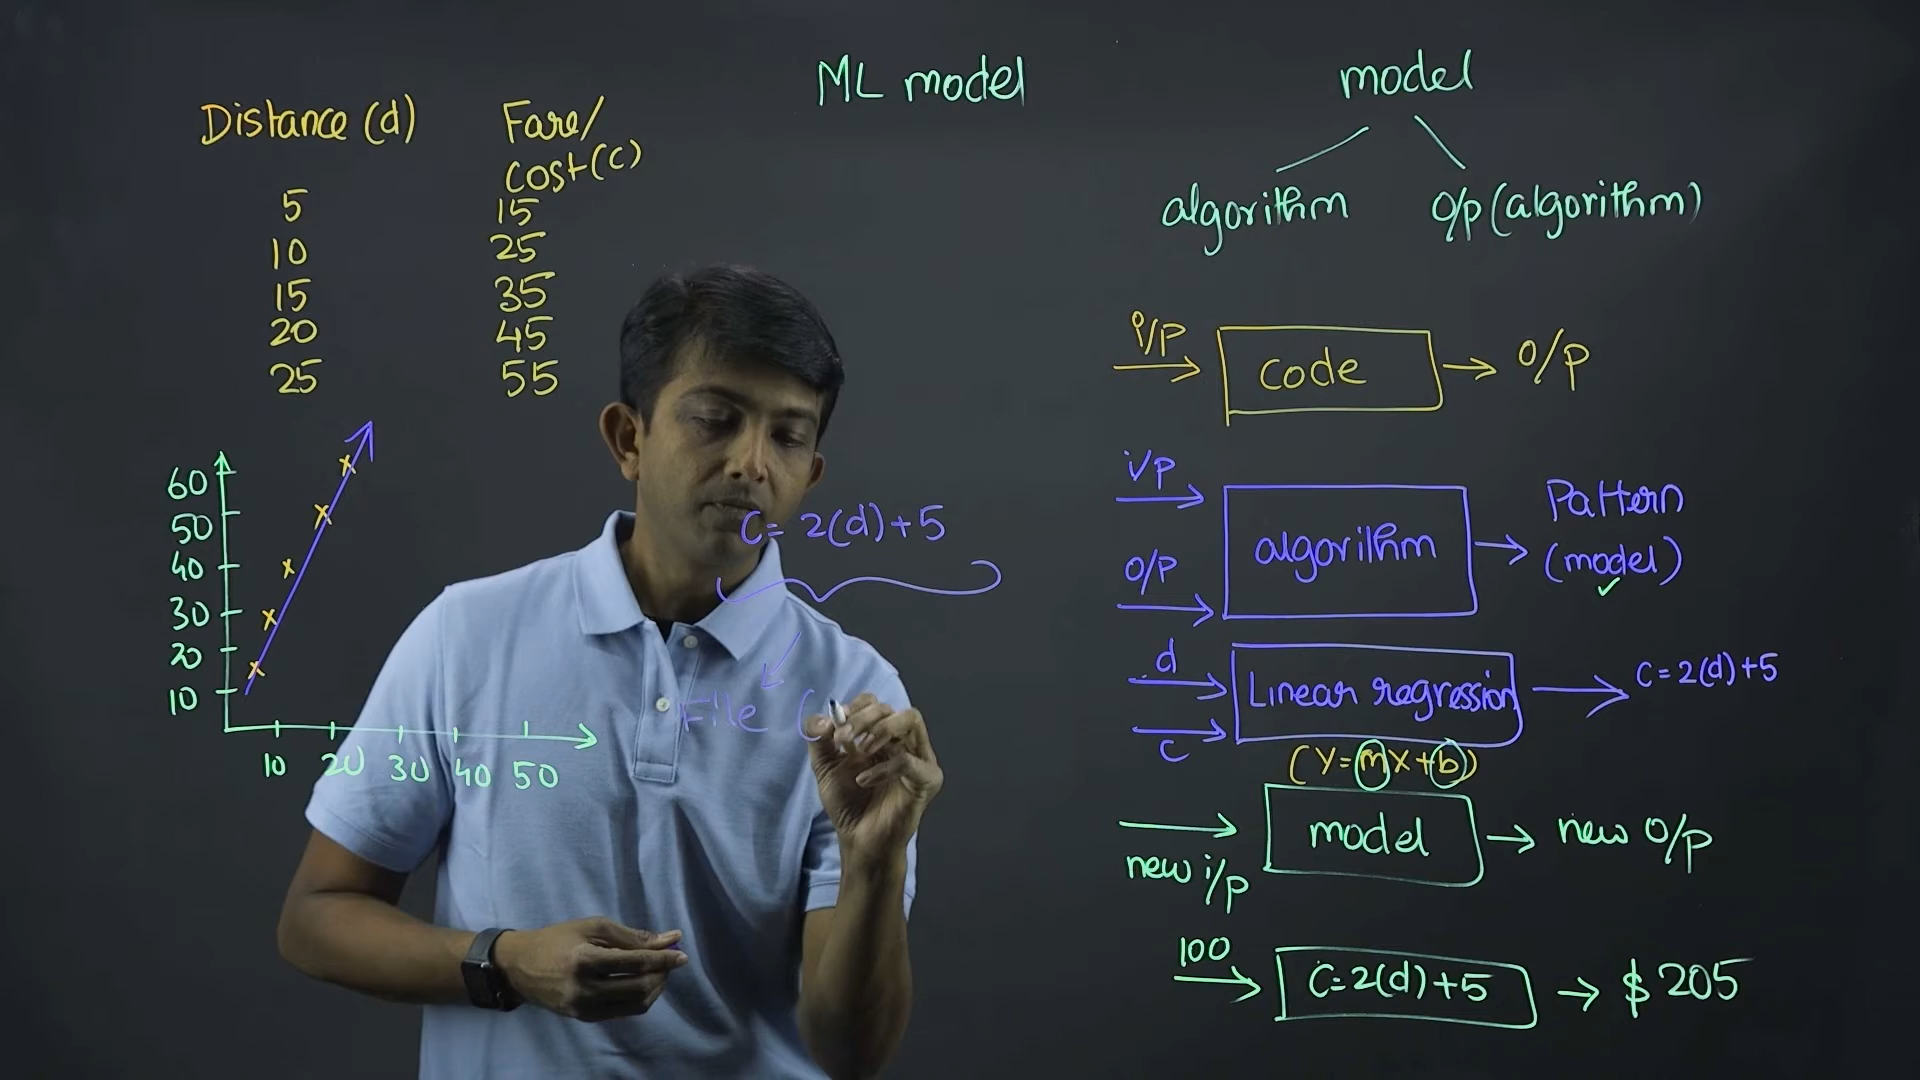 ML model
Distance (d) Fare/
Cost (c)
5 15
10 25
15 35
20 45
25 55
60
50
40
30
20
10
10 20 30 40 50
C = 2(d) + 5
File (
model
algorithm O/p (algorithm)
i/p code O/p
i/p
O/p algorithm Pattern
(model)
d
c Linear regression C = 2(d) + 5
(Y = mX + b)
new i/p model new O/p
100 C = 2(d) + 5 $ 205